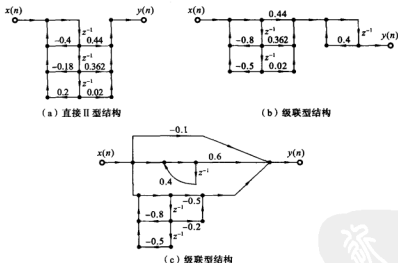 x(n) y(n) x(n) 0.44 y(n)
z⁻¹ z⁻¹ z⁻¹
-0.4 0.44 -0.8 0.362 0.4
z⁻¹ z⁻¹
-0.18 0.362 -0.5 0.02
z⁻¹
0.2 0.02
(a)直接Ⅱ型结构 (b)级联型结构
-0.1
x(n) 0.6 y(n)
0.4 z⁻¹
-0.5
z⁻¹
-0.8 -0.2
z⁻¹
-0.5
(c)级联型结构